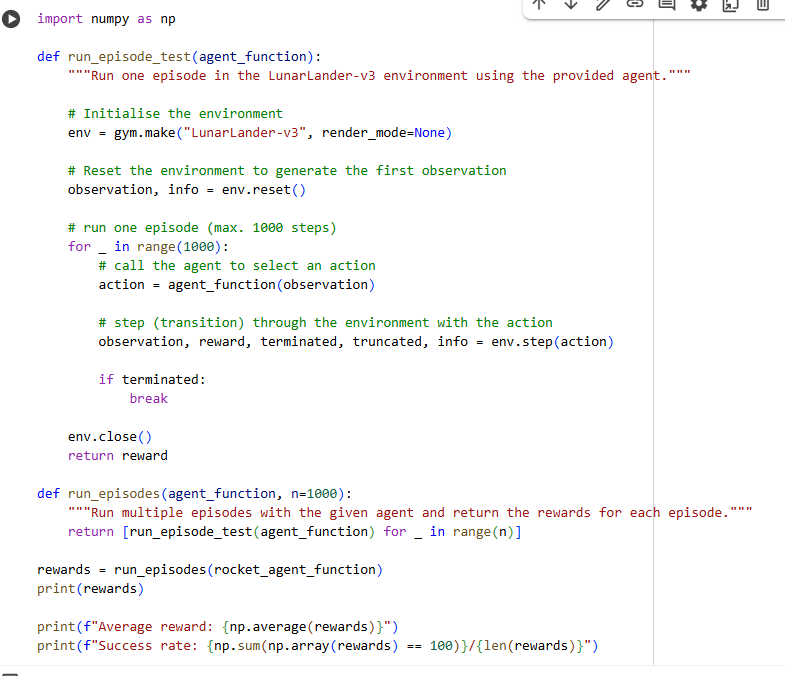 import numpy as np
def run_episode_test(agent_function):
    """Run one episode in the LunarLander-v3 environment using the provided agent."""
    # Initialise the environment
    env = gym.make("LunarLander-v3", render_mode=None)
    # Reset the environment to generate the first observation
    observation, info = env.reset()
    # run one episode (max. 1000 steps)
    for _ in range(1000):
        # call the agent to select an action
        action = agent_function(observation)
        # step (transition) through the environment with the action
        observation, reward, terminated, truncated, info = env.step(action)
        if terminated:
            break
    env.close()
    return reward
def run_episodes(agent_function, n=1000):
    """Run multiple episodes with the given agent and return the rewards for each episode."""
    return [run_episode_test(agent_function) for _ in range(n)]
rewards = run_episodes(rocket_agent_function)
print(rewards)
print(f"Average reward: {np.average(rewards)}")
print(f"Success rate: {np.sum(np.array(rewards) == 100)}/{len(rewards)}")